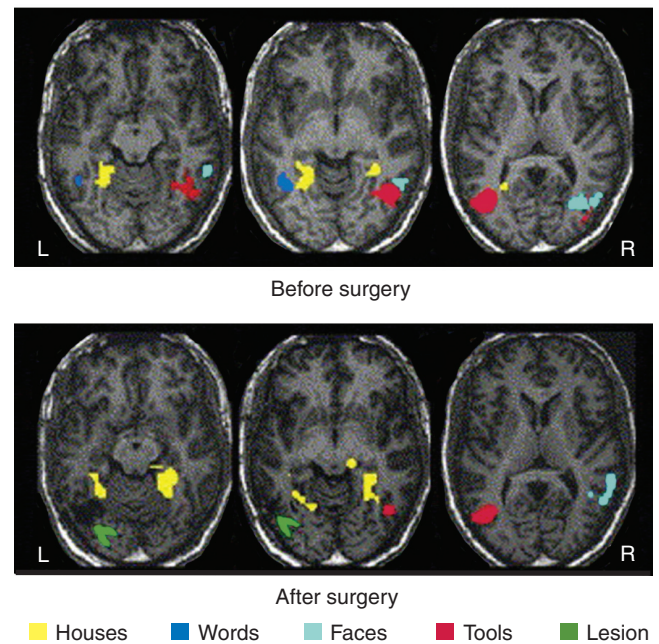 L R
Before surgery
L R
After surgery
Houses Words Faces Tools Lesion